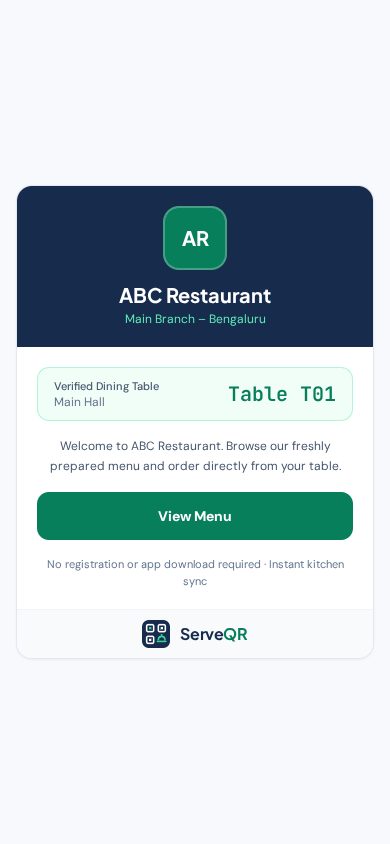 AR
ABC Restaurant
Main Branch – Bengaluru
Verified Dining Table
Main Hall
Table T01
Welcome to ABC Restaurant. Browse our freshly
prepared menu and order directly from your table.
View Menu
No registration or app download required · Instant kitchen
sync
ServeQR